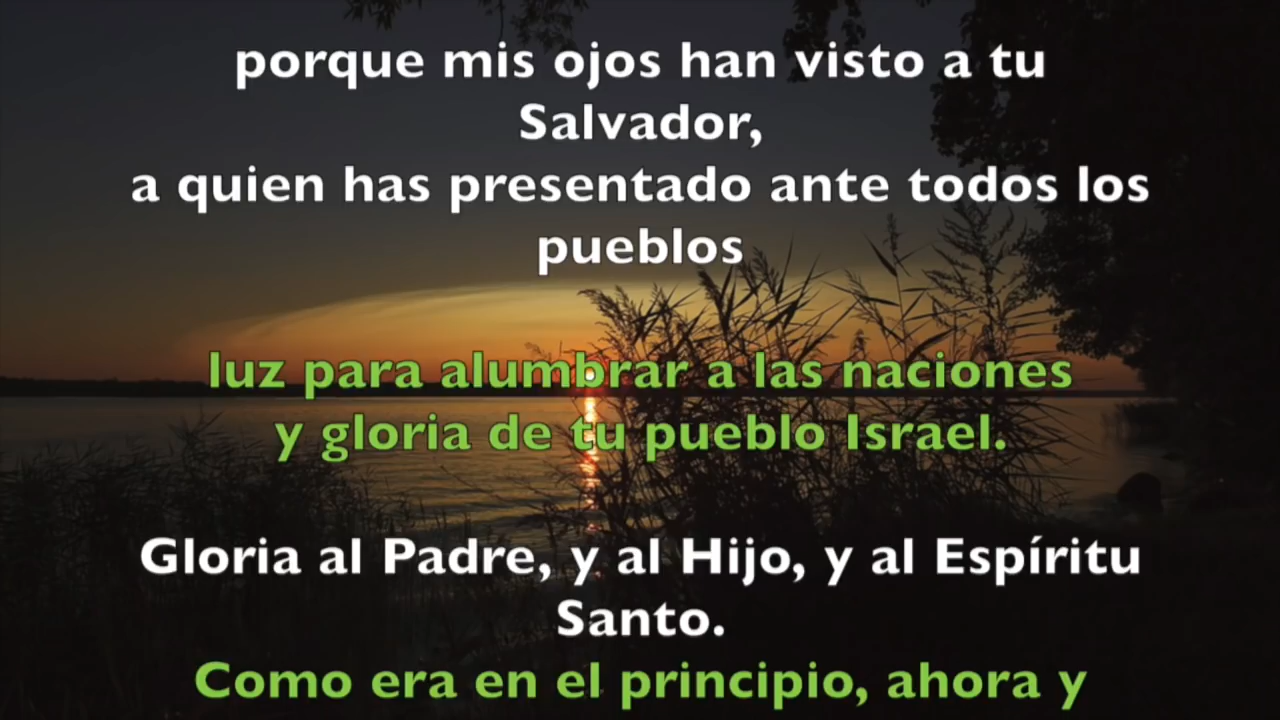 porque mis ojos han visto a tu
Salvador,
a quien has presentado ante todos los
pueblos
luz para alumbrar a las naciones
y gloria de tu pueblo Israel.
Gloria al Padre, y al Hijo, y al Espíritu
Santo.
Como era en el principio, ahora y